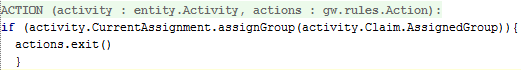 ACTION (activity : entity.Activity, actions : gw.rules.Action):
if (activity.CurrentAssignment.assignGroup(activity.Claim.AssignedGroup)){
actions.exit()
}